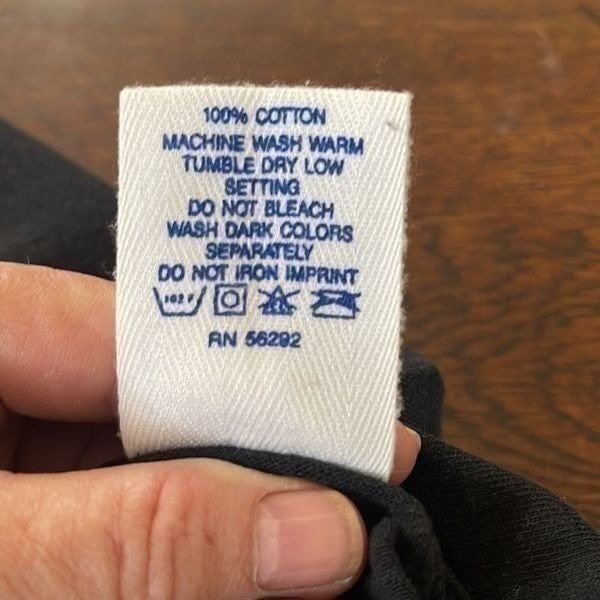 100% COTTON
MACHINE WASH WARM
TUMBLE DRY LOW
SETTING
DO NOT BLEACH
WASH DARK COLORS
SEPARATELY
DO NOT IRON IMPRINT
RN 56292